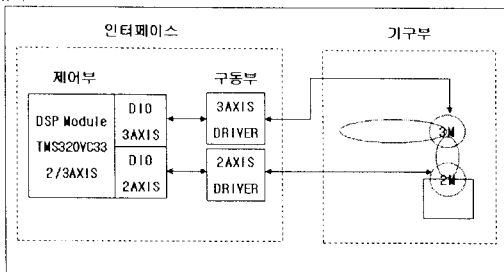 인터페이스
기구부
제어부
구동부
DSP Module
TMS320VC33
2/3AXIS
DIO
3AXIS
DIO
2AXIS
3AXIS
DRIVER
2AXIS
DRIVER
3M
2M